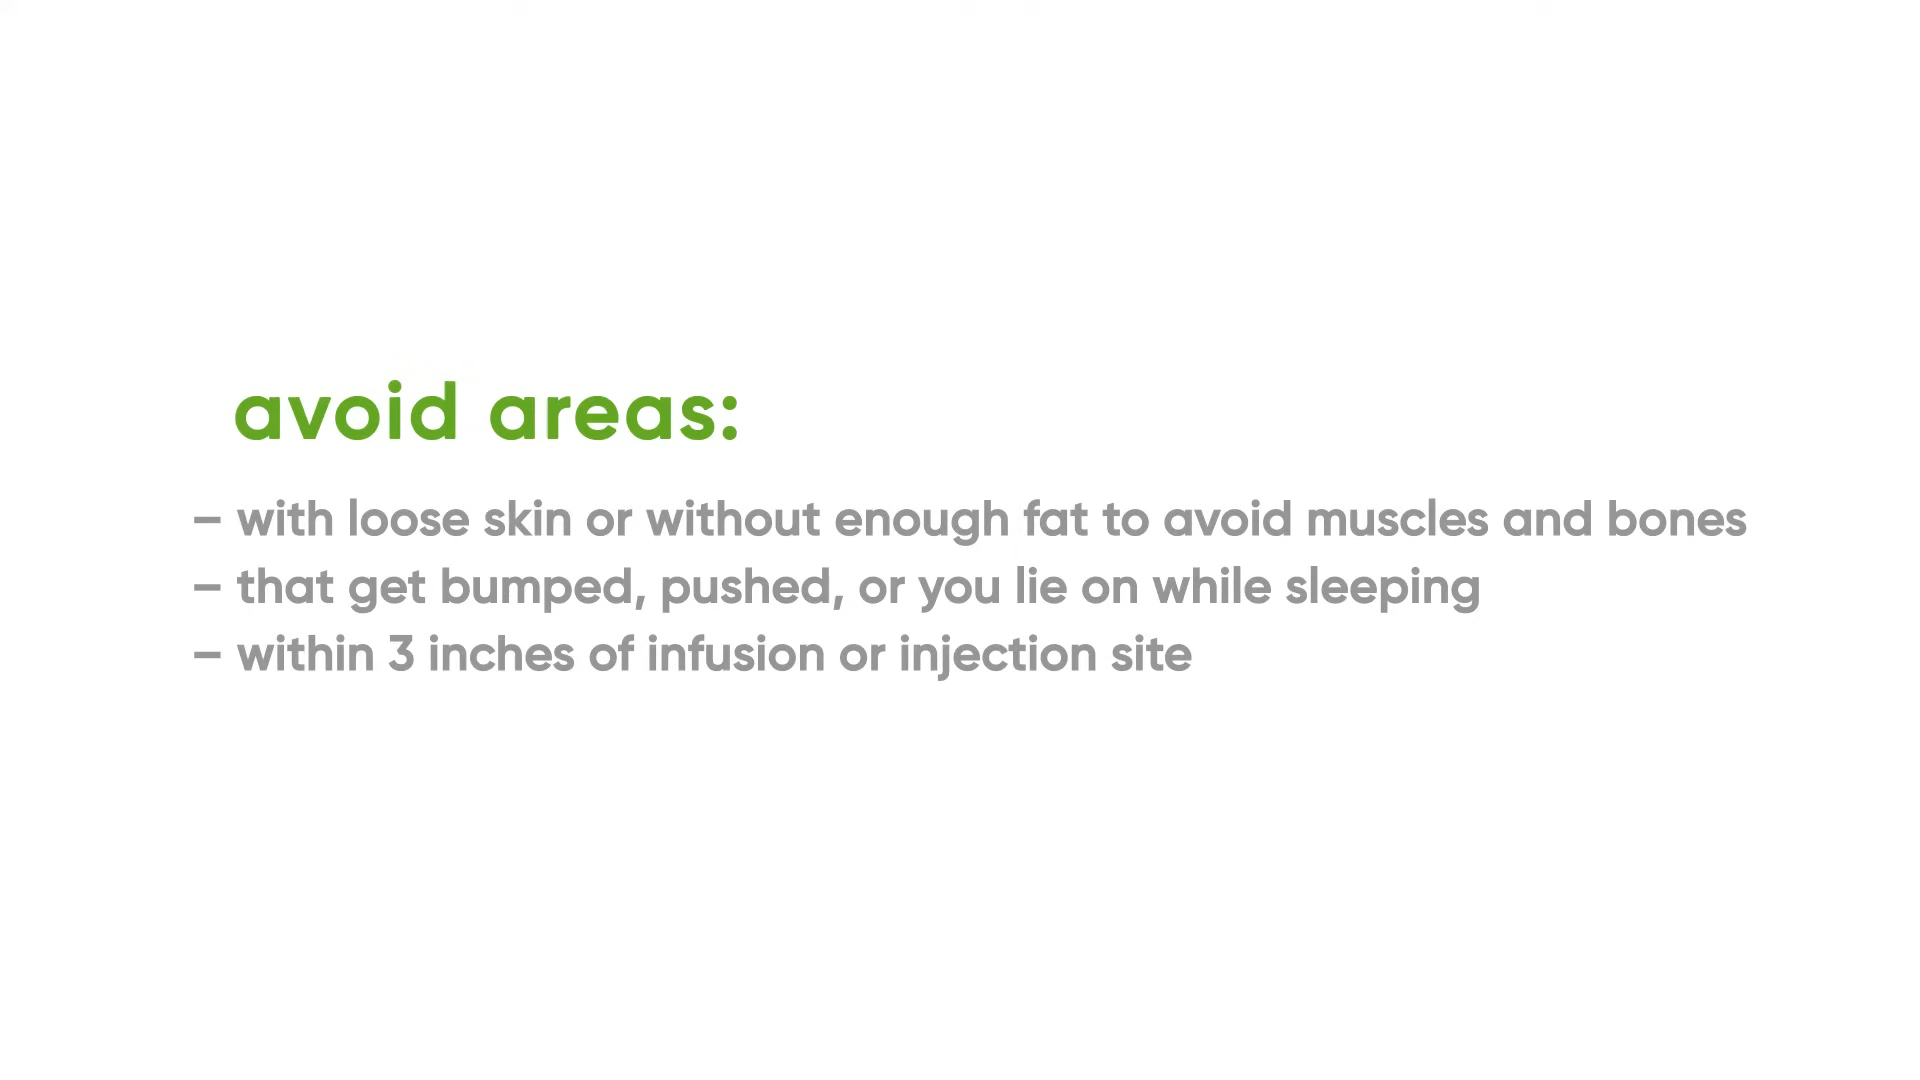 avoid areas:
– with loose skin or without enough fat to avoid muscles and bones
– that get bumped, pushed, or you lie on while sleeping
– within 3 inches of infusion or injection site